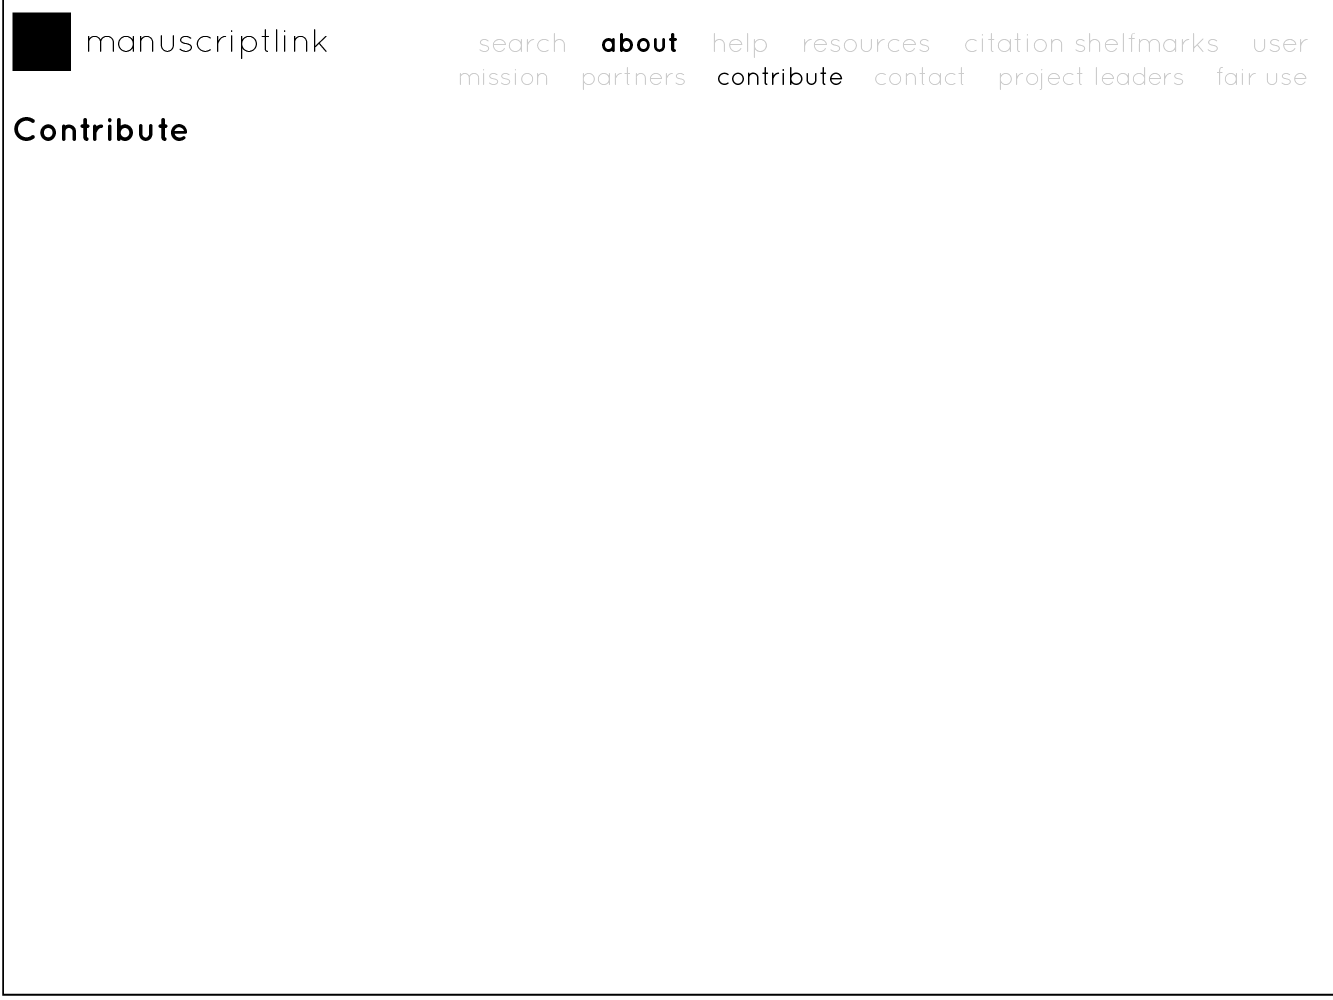 manuscriptlink
search about help resources citation shelfmarks user
mission partners contribute contact project leaders fair use
Contribute